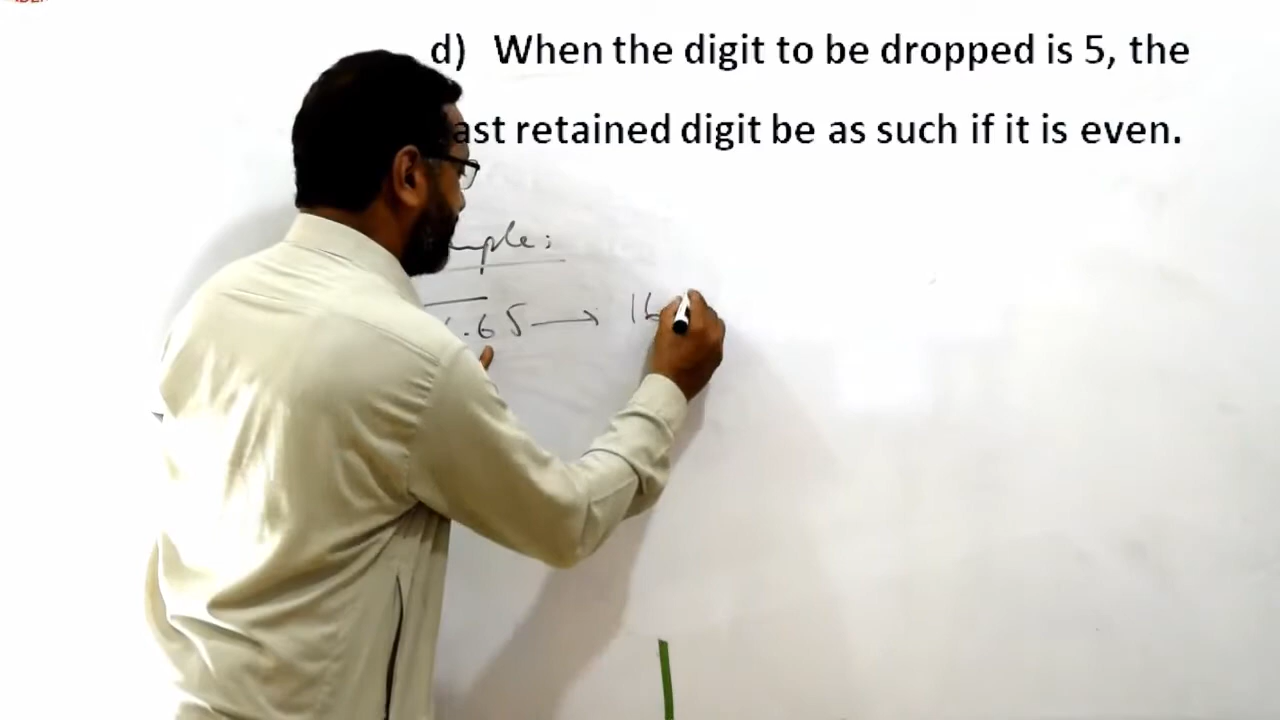 d) When the digit to be dropped is 5, the
ast retained digit be as such if it is even.
mple:
.65 → 16